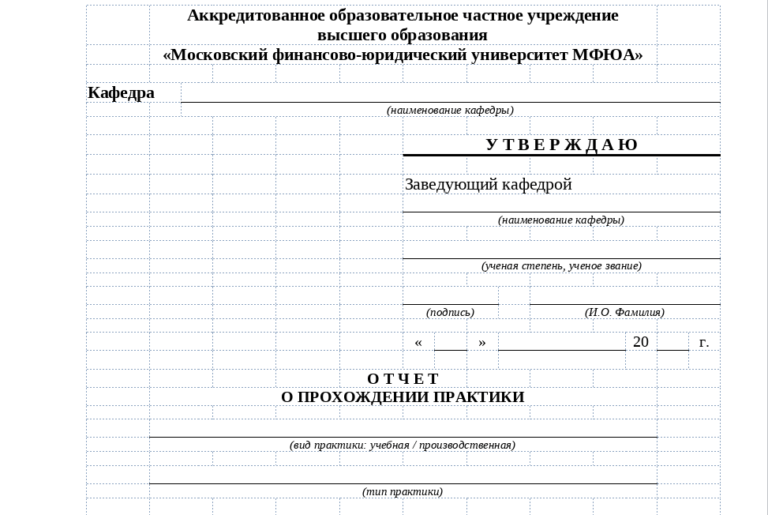 Аккредитованное образовательное частное учреждение
высшего образования
«Московский финансово-юридический университет МФЮА»
Кафедра
(наименование кафедры)
У Т В Е Р Ж Д А Ю
Заведующий кафедрой
(наименование кафедры)
(ученая степень, ученое звание)
(подпись) (И.О. Фамилия)
« » 20 г.
О Т Ч Е Т
О ПРОХОЖДЕНИИ ПРАКТИКИ
(вид практики: учебная / производственная)
(тип практики)